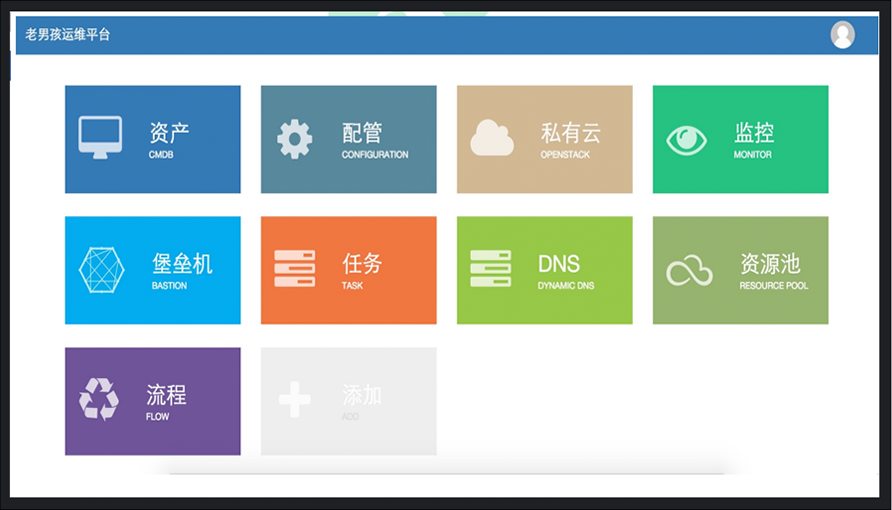 老男孩运维平台
资产
CMDB
配管
CONFIGURATION
私有云
OPENSTACK
监控
MONITOR
堡垒机
BASTION
任务
TASK
DNS
DYNAMIC DNS
资源池
RESOURCE POOL
流程
FLOW
添加
ADD